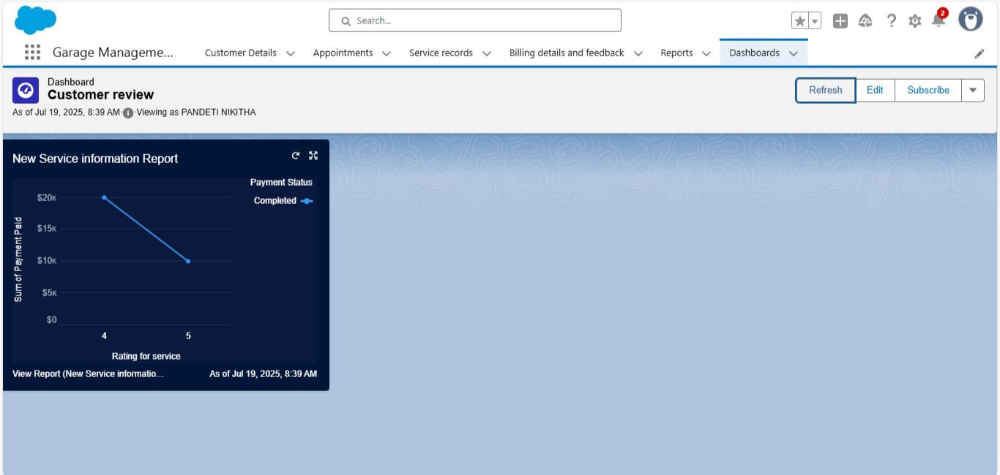 Search...
2
Garage Manageme...
Customer Details
Appointments
Service records
Billing details and feedback
Reports
Dashboards
Dashboard
Customer review
As of Jul 19, 2025, 8:39 AM·Viewing as PANDETI NIKITHA
Refresh
Edit
Subscribe
New Service information Report
Payment Status
Completed
Sum of Payment Paid
$20K
$15K
$10K
$5K
$0
4
5
Rating for service
View Report (New Service informatio...
As of Jul 19, 2025, 8:39 AM